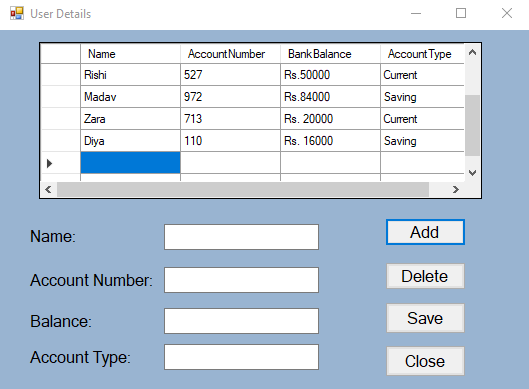 User Details
Name AccountNumber BankBalance AccountType
Rishi 527 Rs.50000 Current
Madav 972 Rs.84000 Saving
Zara 713 Rs. 20000 Current
Diya 110 Rs. 16000 Saving
Name: Add
Account Number: Delete
Balance: Save
Account Type: Close